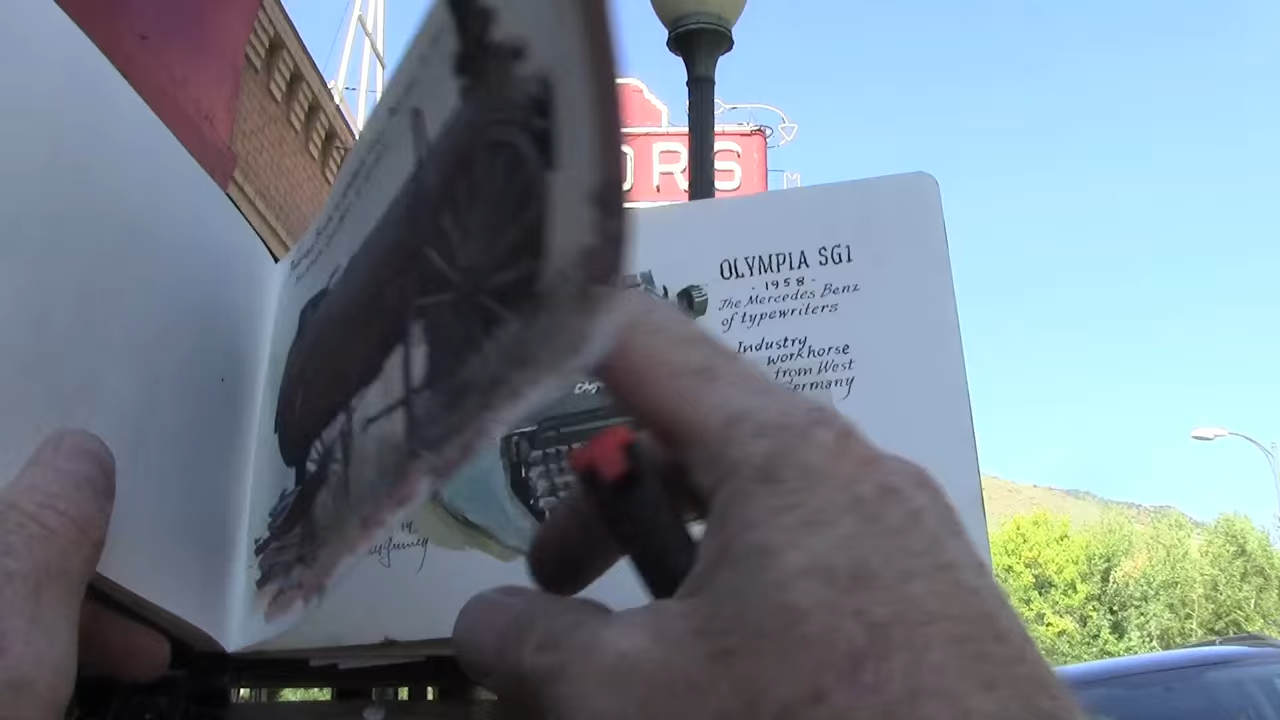 ORS
OLYMPIA SG1
- 1958 -
The Mercedes Benz
of typewriters
Industry
workhorse
from West
Germany